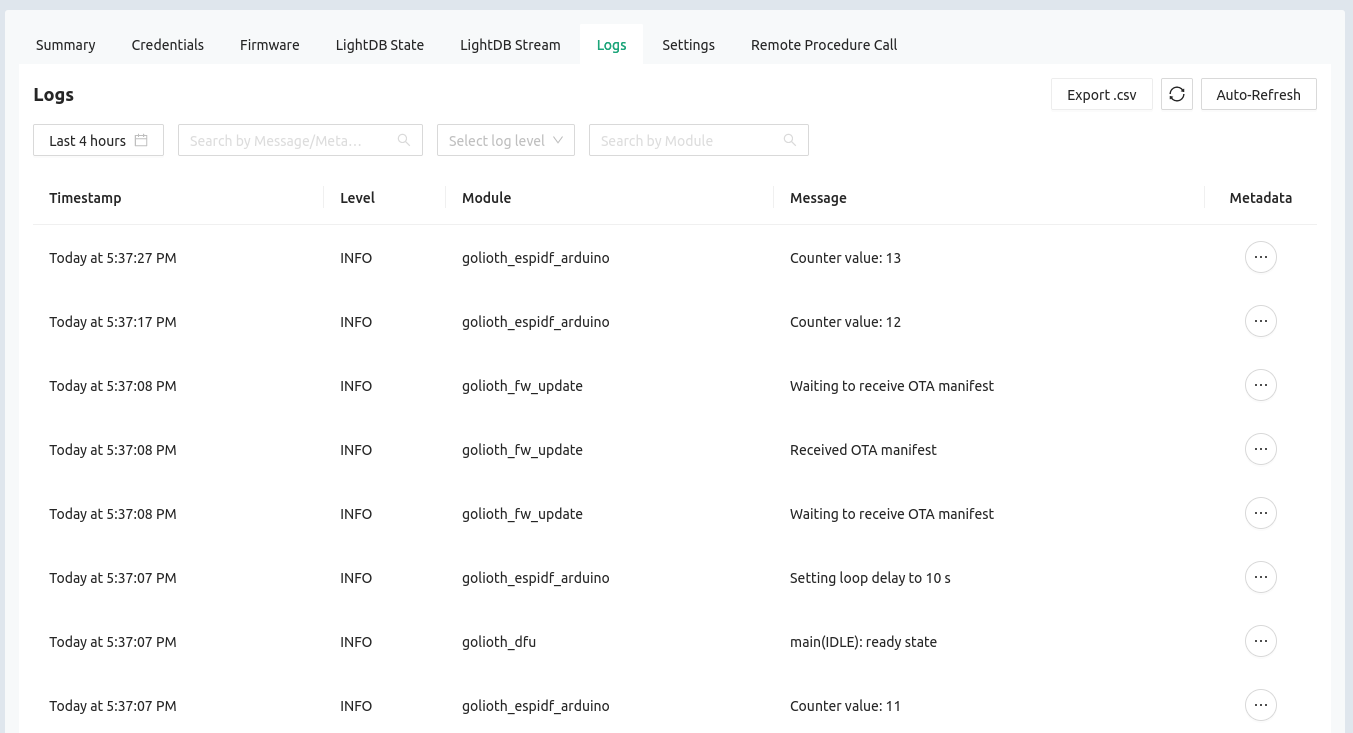 Summary Credentials Firmware LightDB State LightDB Stream Logs Settings Remote Procedure Call
Logs Export .csv Auto-Refresh
Last 4 hours Search by Message/Meta… Select log level Search by Module
Timestamp Level Module Message Metadata
Today at 5:37:27 PM INFO golioth_espidf_arduino Counter value: 13
Today at 5:37:17 PM INFO golioth_espidf_arduino Counter value: 12
Today at 5:37:08 PM INFO golioth_fw_update Waiting to receive OTA manifest
Today at 5:37:08 PM INFO golioth_fw_update Received OTA manifest
Today at 5:37:08 PM INFO golioth_fw_update Waiting to receive OTA manifest
Today at 5:37:07 PM INFO golioth_espidf_arduino Setting loop delay to 10 s
Today at 5:37:07 PM INFO golioth_dfu main(IDLE): ready state
Today at 5:37:07 PM INFO golioth_espidf_arduino Counter value: 11